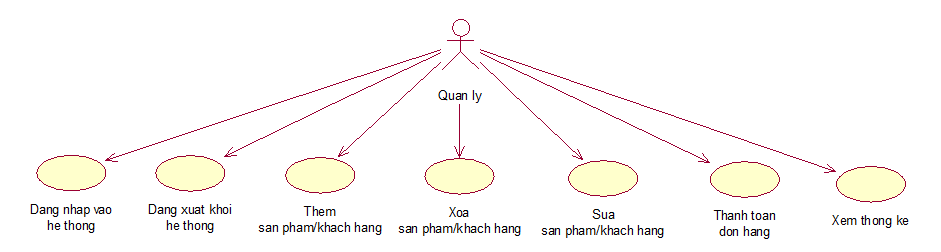 Quan ly
Dang nhap vao
he thong
Dang xuat khoi
he thong
Them
san pham/khach hang
Xoa
san pham/khach hang
Sua
san pham/khach hang
Thanh toan
don hang
Xem thong ke